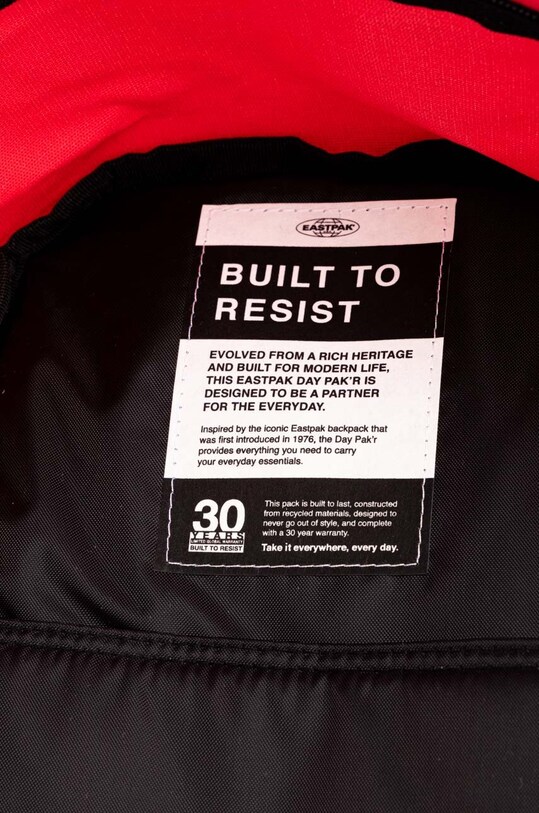 EASTPAK®
BUILT TO
RESIST
EVOLVED FROM A RICH HERITAGE
AND BUILT FOR MODERN LIFE,
THIS EASTPAK DAY PAK'R IS
DESIGNED TO BE A PARTNER
FOR THE EVERYDAY.
Inspired by the iconic Eastpak backpack that
was first introduced in 1976, the Day Pak'r
provides everything you need to carry
your everyday essentials.
30
YEARS
LIMITED GLOBAL WARRANTY
BUILT TO RESIST
This pack is built to last, constructed
from recycled materials, designed to
never go out of style, and complete
with a 30 year warranty.
Take it everywhere, every day.